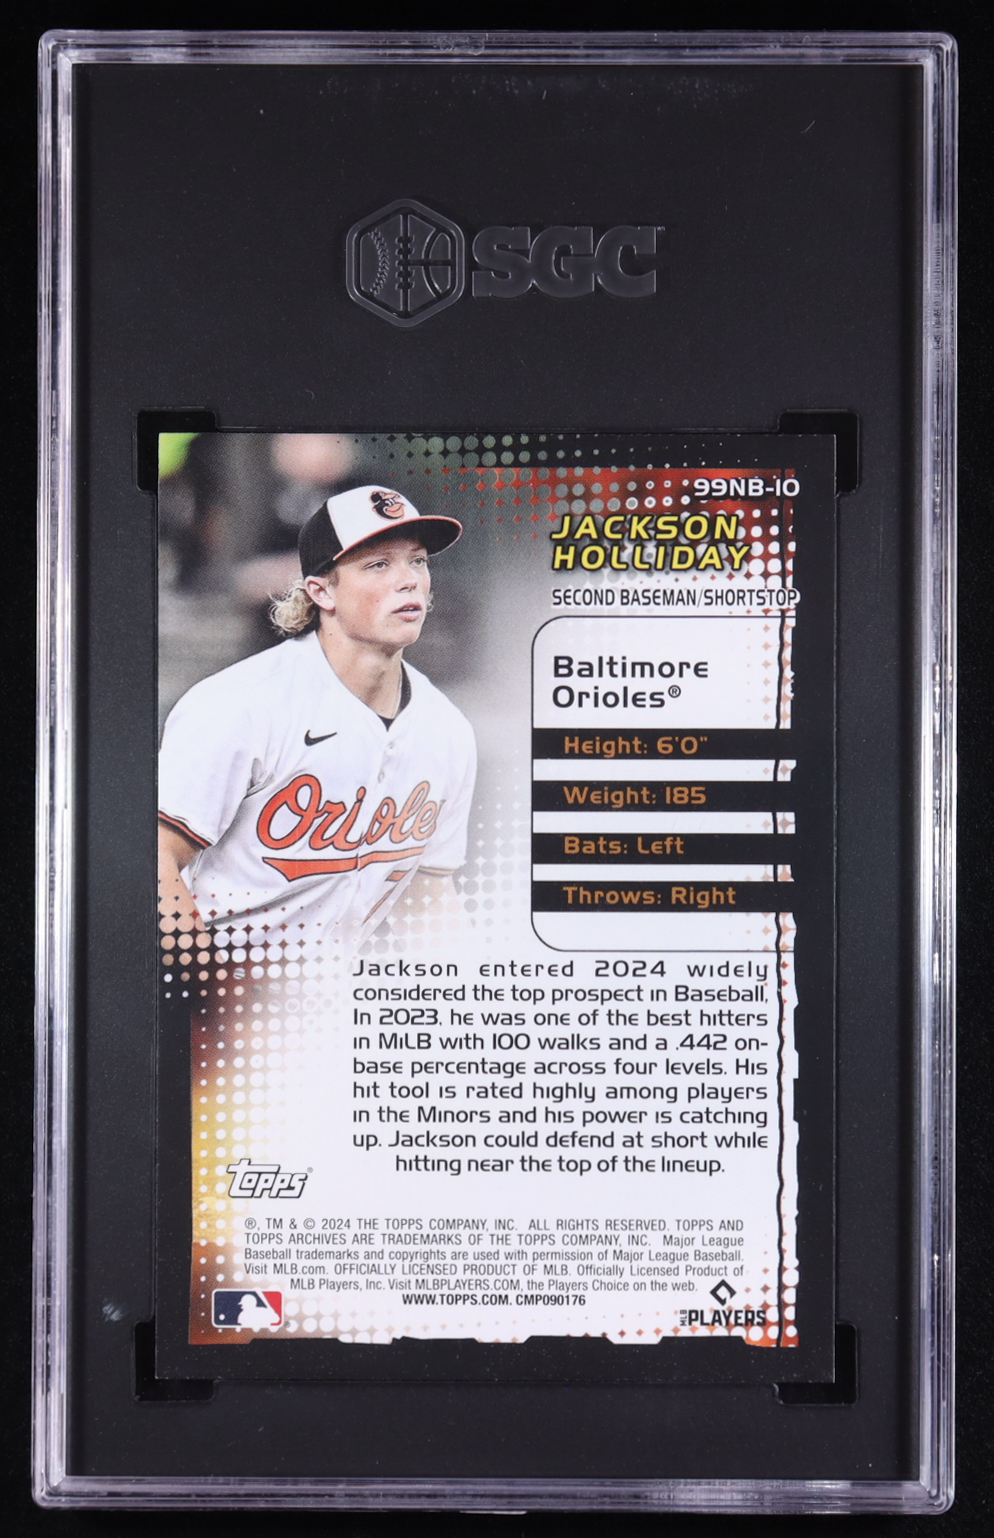 SGC
99NB-10
JACKSON
HOLLIDAY
SECOND BASEMAN/SHORTSTOP
Baltimore
Orioles®
Height: 6'0"
Weight: 185
Bats: Left
Throws: Right
Orioles
Jackson entered 2024 widely
considered the top prospect in Baseball.
In 2023, he was one of the best hitters
in MiLB with 100 walks and a .442 on-
base percentage across four levels. His
hit tool is rated highly among players
in the Minors and his power is catching
up. Jackson could defend at short while
hitting near the top of the lineup.
Topps®
®, TM & © 2024 THE TOPPS COMPANY, INC. ALL RIGHTS RESERVED. TOPPS AND
TOPPS ARCHIVES ARE TRADEMARKS OF THE TOPPS COMPANY, INC. Major League
Baseball trademarks and copyrights are used with permission of Major League Baseball.
Visit MLB.com. OFFICIALLY LICENSED PRODUCT OF MLB. Officially Licensed Product of
MLB Players, Inc. Visit MLBPLAYERS.COM, the Players Choice on the web.
WWW.TOPPS.COM. CMP090176
MLB PLAYERS